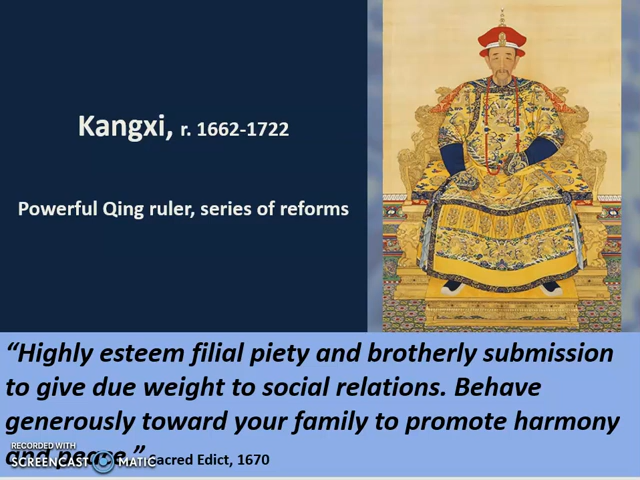 Kangxi, r. 1662-1722
Powerful Qing ruler, series of reforms
“Highly esteem filial piety and brotherly submission
to give due weight to social relations. Behave
generously toward your family to promote harmony
and peace.” Sacred Edict, 1670
RECORDED WITH
SCREENCAST MATIC